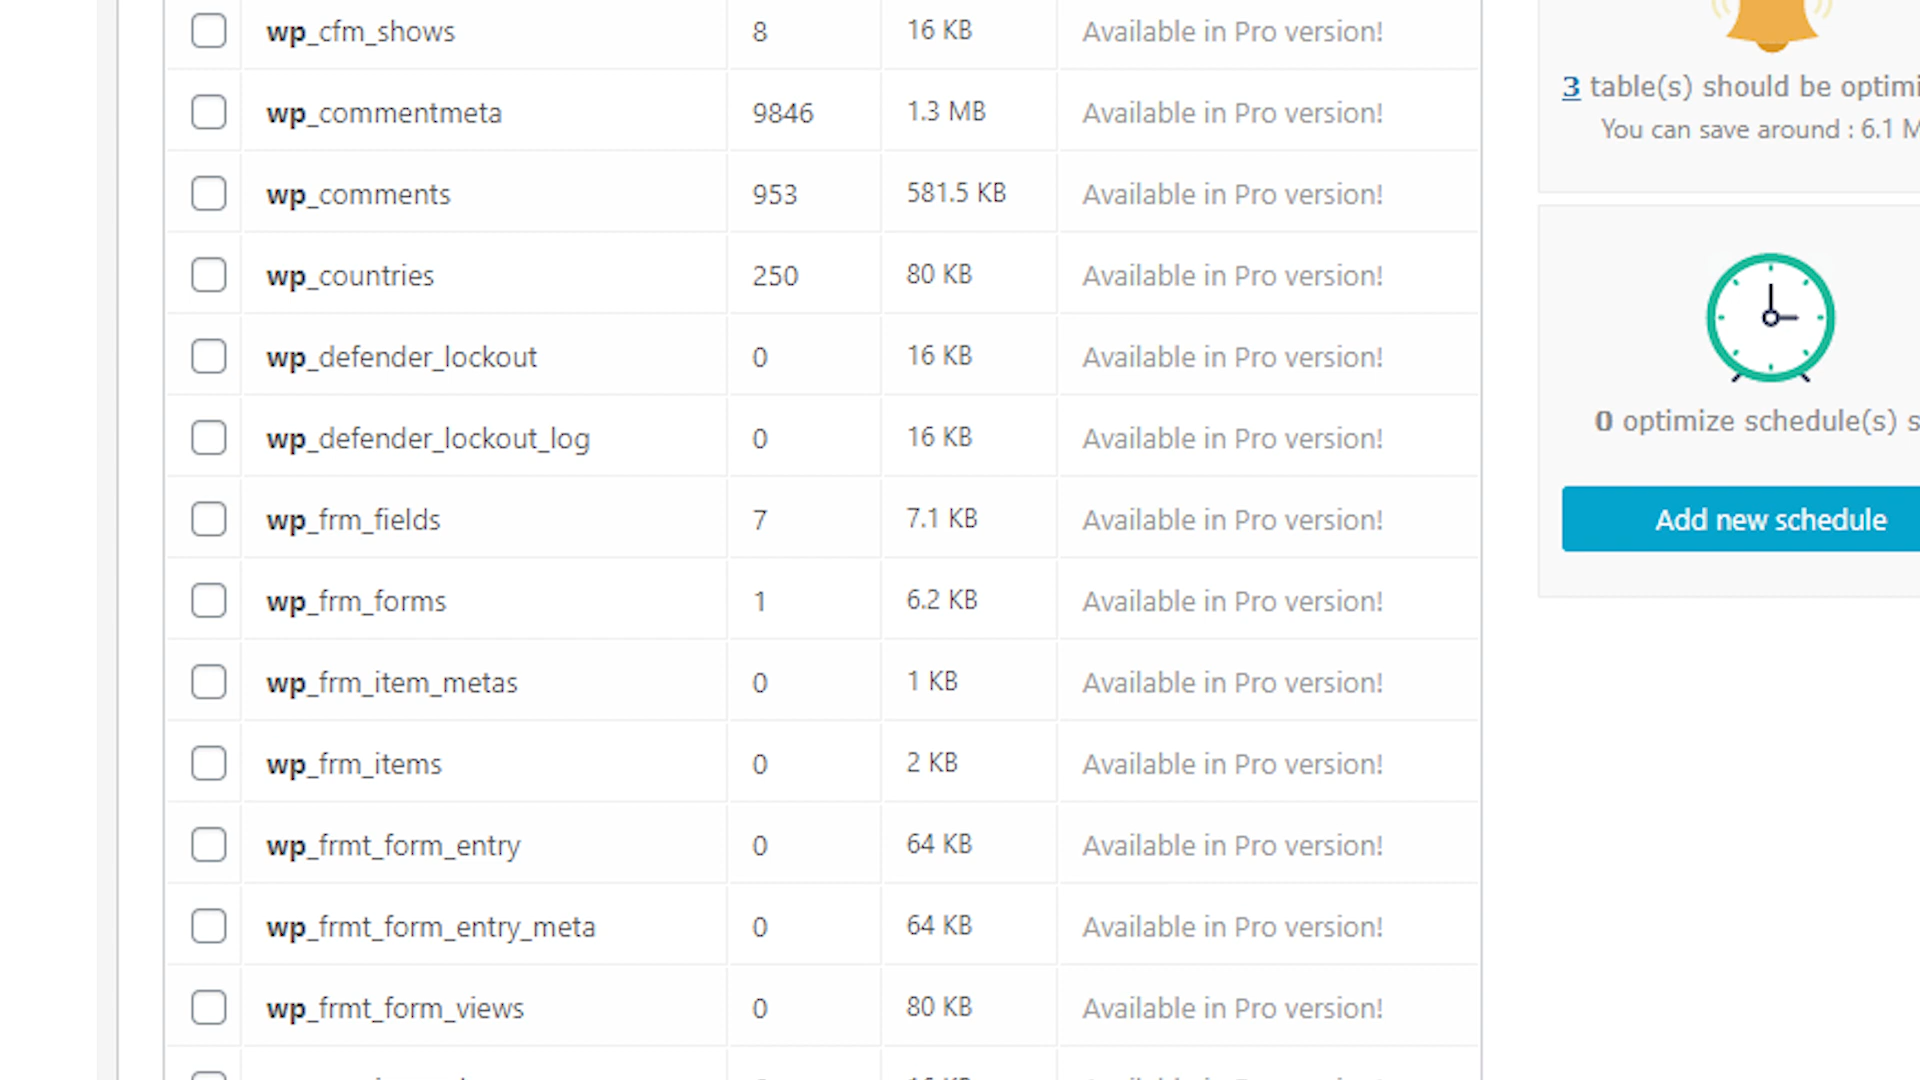 wp_cfm_shows 8 16 KB Available in Pro version!
wp_commentmeta 9846 1.3 MB Available in Pro version!
wp_comments 953 581.5 KB Available in Pro version!
wp_countries 250 80 KB Available in Pro version!
wp_defender_lockout 0 16 KB Available in Pro version!
wp_defender_lockout_log 0 16 KB Available in Pro version!
wp_frm_fields 7 7.1 KB Available in Pro version!
wp_frm_forms 1 6.2 KB Available in Pro version!
wp_frm_item_metas 0 1 KB Available in Pro version!
wp_frm_items 0 2 KB Available in Pro version!
wp_frmt_form_entry 0 64 KB Available in Pro version!
wp_frmt_form_entry_meta 0 64 KB Available in Pro version!
wp_frmt_form_views 0 80 KB Available in Pro version!
3 table(s) should be optimi
You can save around : 6.1 M
0 optimize schedule(s) s
Add new schedule